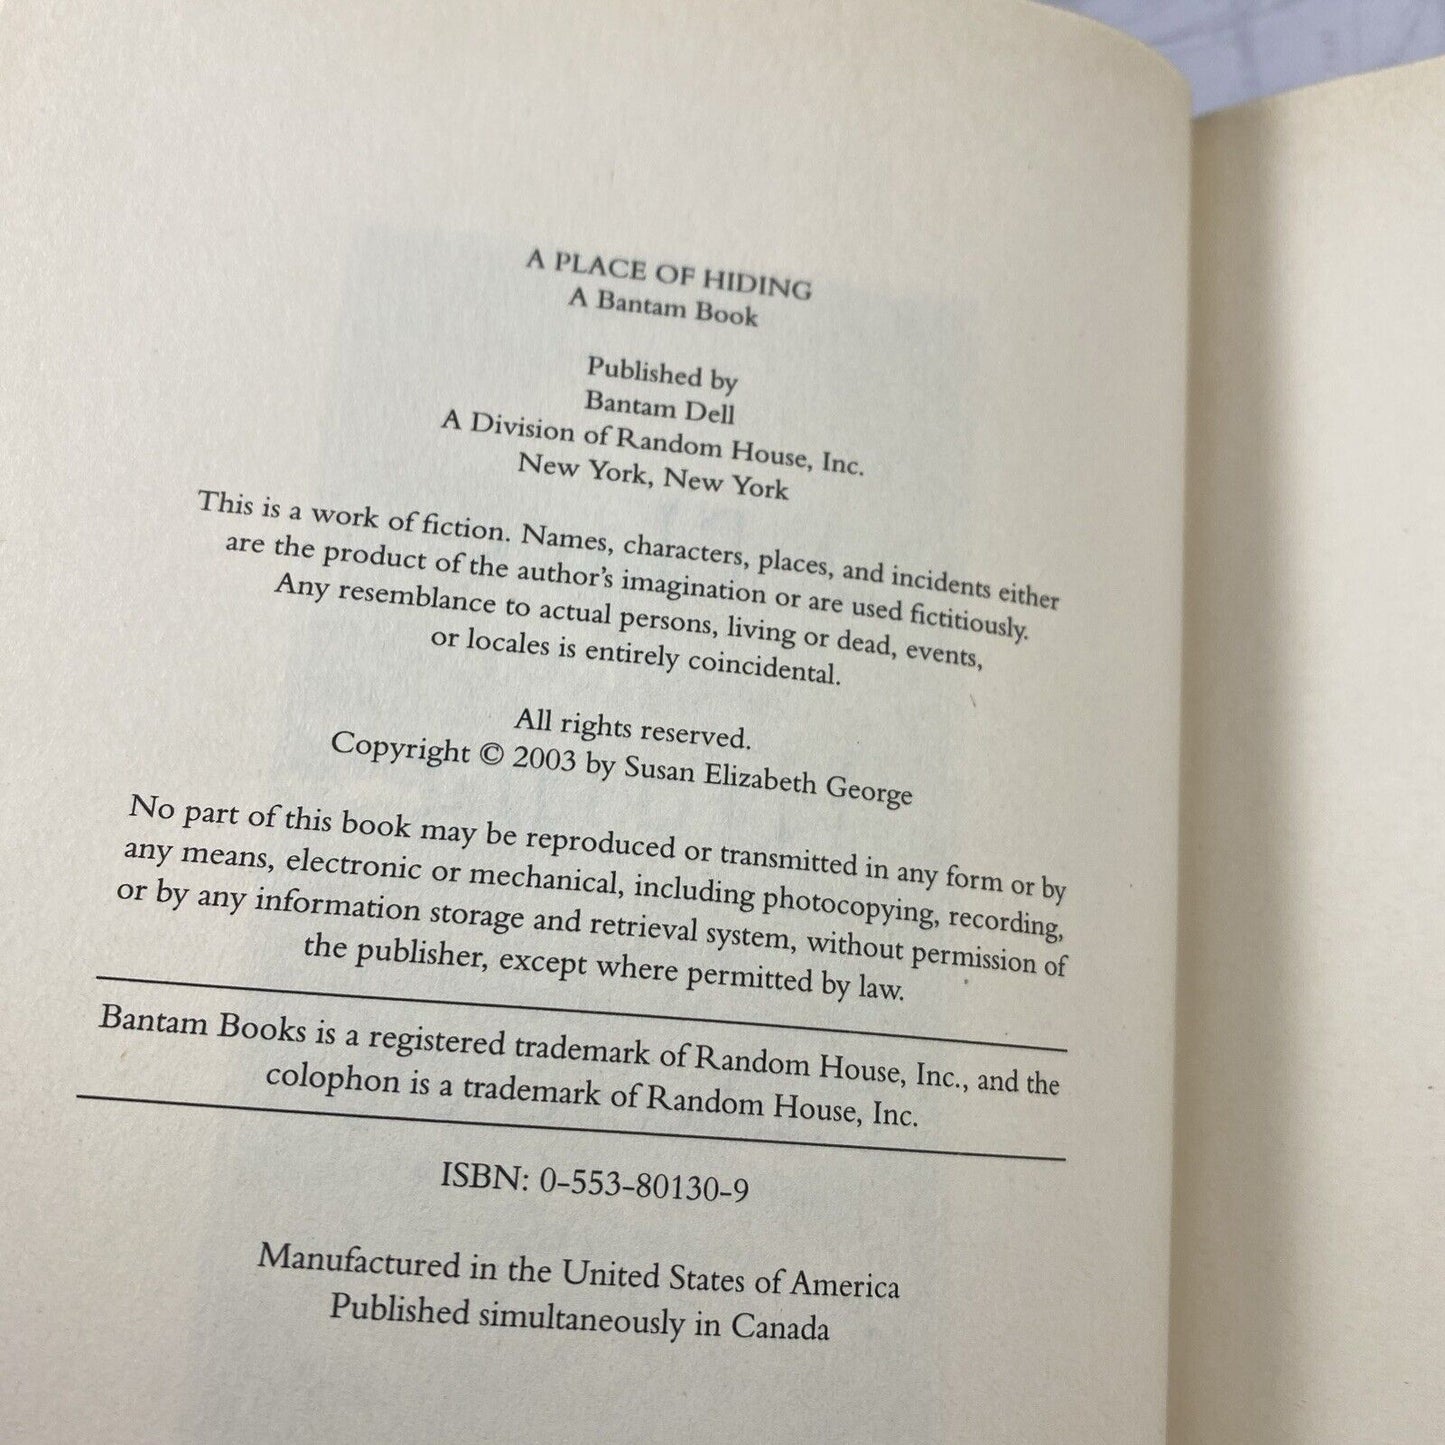 A PLACE OF HIDING
A Bantam Book
Published by
Bantam Dell
A Division of Random House, Inc.
New York, New York
This is a work of fiction. Names, characters, places, and incidents either
are the product of the author's imagination or are used fictitiously.
Any resemblance to actual persons, living or dead, events,
or locales is entirely coincidental.
All rights reserved.
Copyright © 2003 by Susan Elizabeth George
No part of this book may be reproduced or transmitted in any form or by
any means, electronic or mechanical, including photocopying, recording,
or by any information storage and retrieval system, without permission of
the publisher, except where permitted by law.
Bantam Books is a registered trademark of Random House, Inc., and the
colophon is a trademark of Random House, Inc.
ISBN: 0-553-80130-9
Manufactured in the United States of America
Published simultaneously in Canada